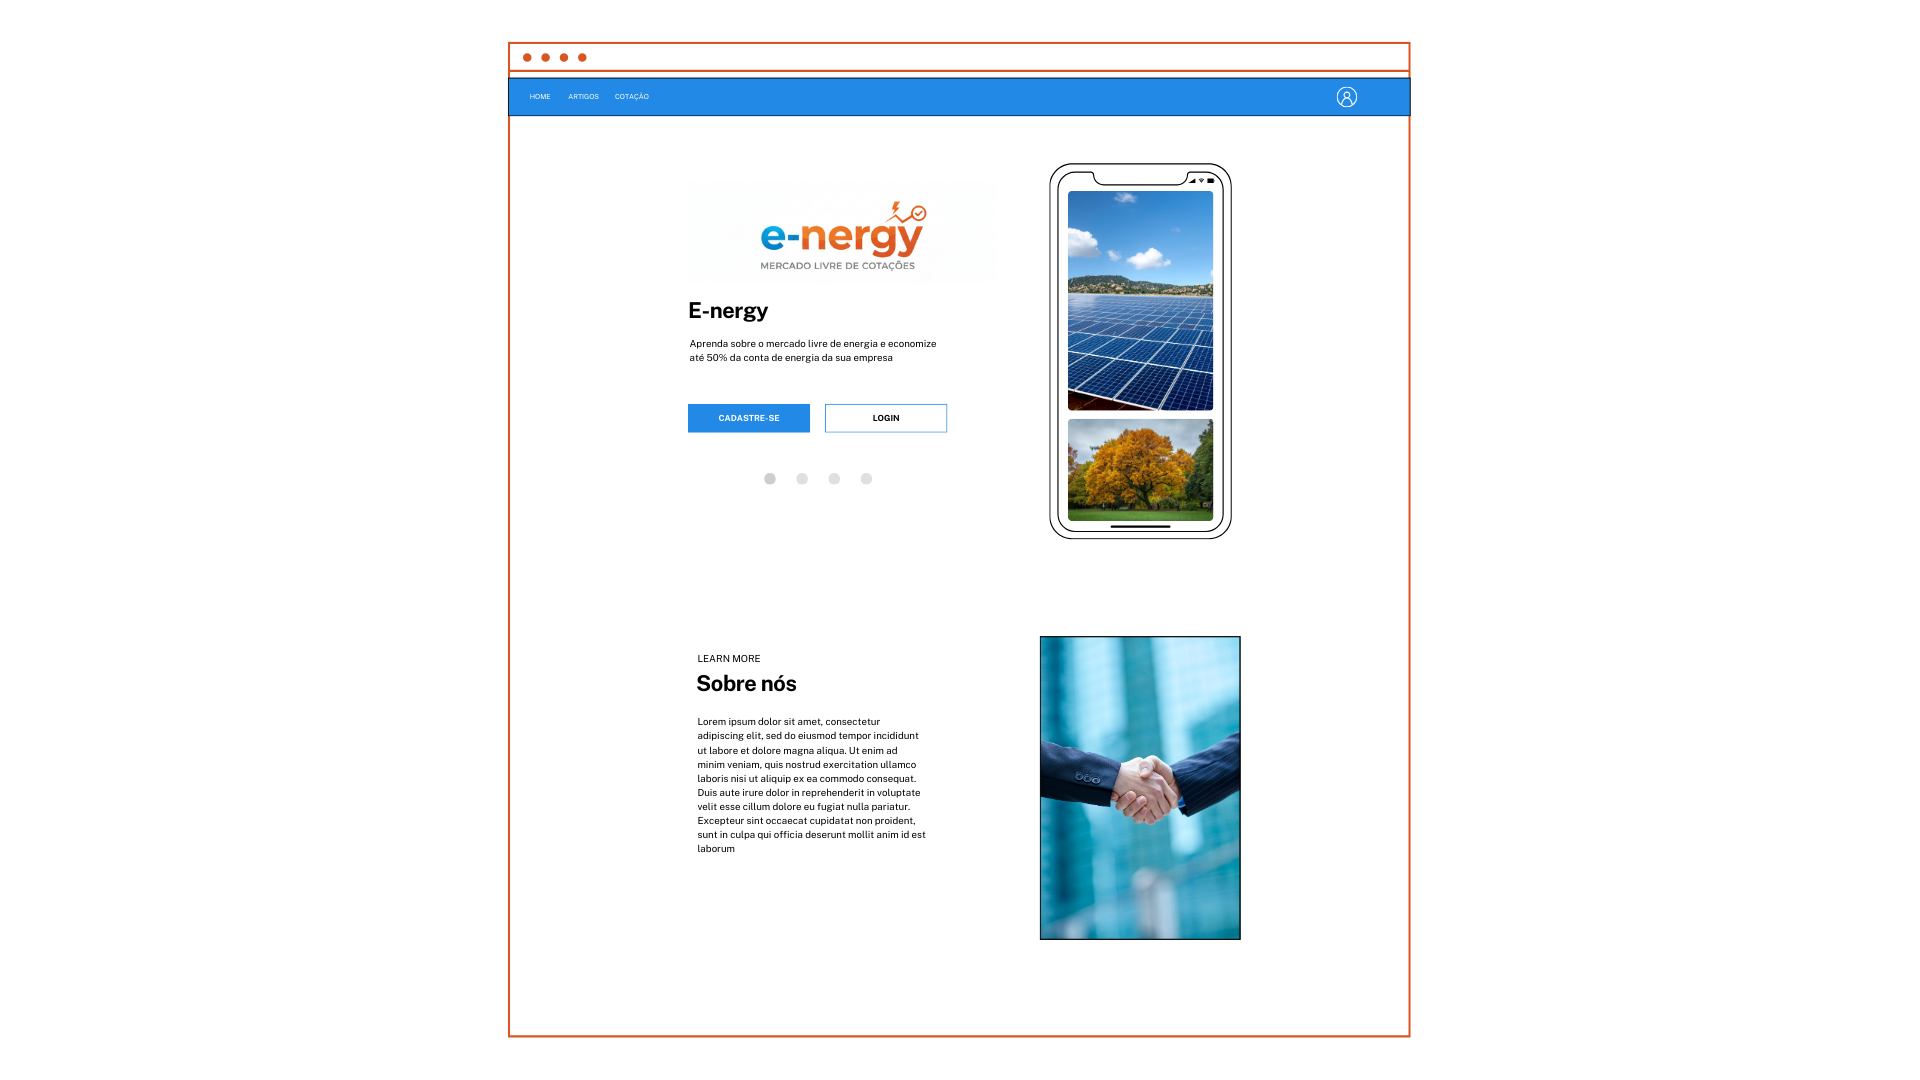 HOME ARTIGOS COTAÇÃO
e-nergy
MERCADO LIVRE DE COTAÇÕES
E-nergy
Aprenda sobre o mercado livre de energia e economize
até 50% da conta de energia da sua empresa
CADASTRE-SE LOGIN
LEARN MORE
Sobre nós
Lorem ipsum dolor sit amet, consectetur
adipiscing elit, sed do eiusmod tempor incididunt
ut labore et dolore magna aliqua. Ut enim ad
minim veniam, quis nostrud exercitation ullamco
laboris nisi ut aliquip ex ea commodo consequat.
Duis aute irure dolor in reprehenderit in voluptate
velit esse cillum dolore eu fugiat nulla pariatur.
Excepteur sint occaecat cupidatat non proident,
sunt in culpa qui officia deserunt mollit anim id est
laborum